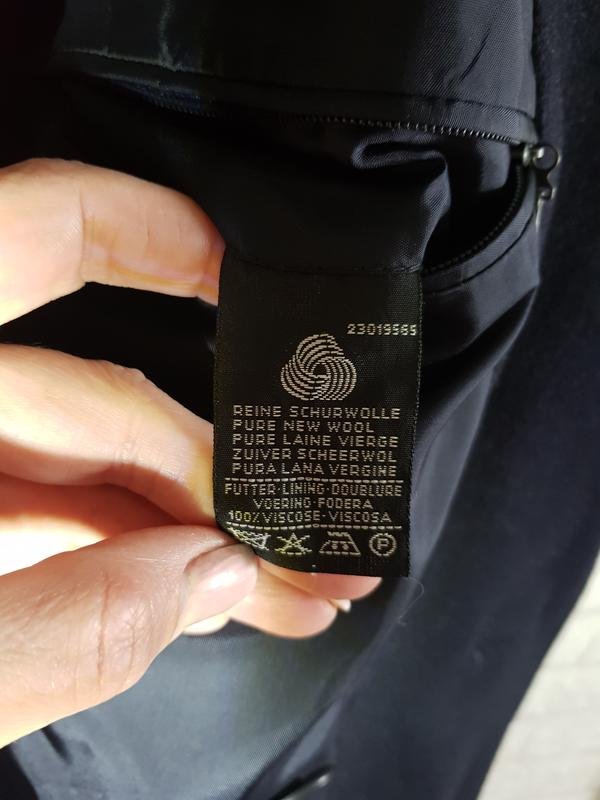 23019565
REINE SCHURWOLLE
PURE NEW WOOL
PURE LAINE VIERGE
ZUIVER SCHEERWOL
PURA LANA VERGINE
FUTTER·LINING·DOUBLURE
VOERING·FODERA
100% VISCOSE·VISCOSA
P